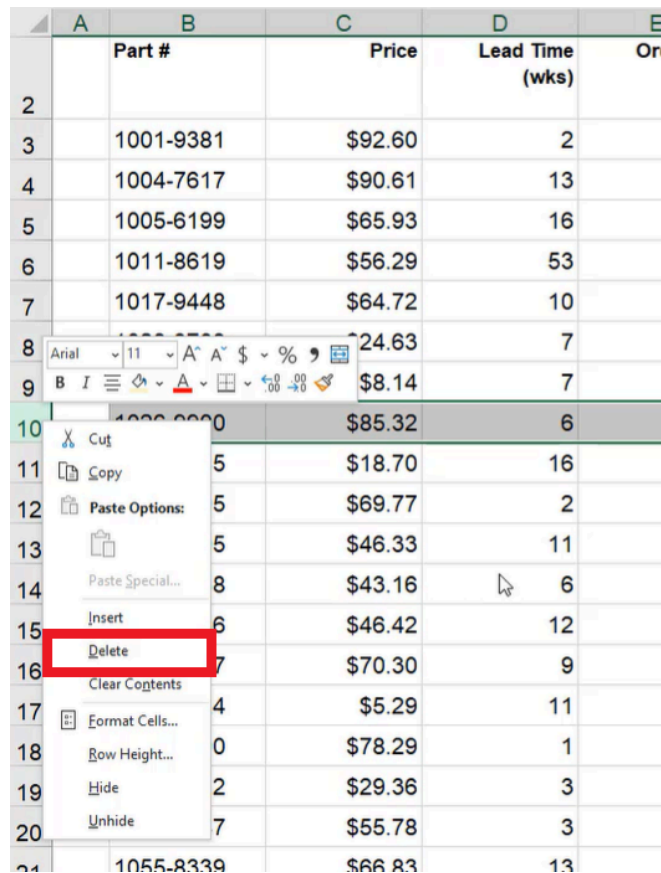 A B C D E
Part # Price Lead Time Or
(wks)
2
3 1001-9381 $92.60 2
4 1004-7617 $90.61 13
5 1005-6199 $65.93 16
6 1011-8619 $56.29 53
7 1017-9448 $64.72 10
8 $24.63 7
Arial 11 A A $ % 9
9 $8.14 7
B I A .00 .00
10 0 $85.32 6
Cut
11 5 $18.70 16
Copy
12 5 $69.77 2
Paste Options:
13 5 $46.33 11
14 8 $43.16 6
Paste Special...
Insert
15 6 $46.42 12
Delete
16 7 $70.30 9
Clear Contents
17 4 $5.29 11
Format Cells...
18 0 $78.29 1
Row Height...
19 2 $29.36 3
Hide
20 7 $55.78 3
Unhide
21 1055-8339 $66.83 13